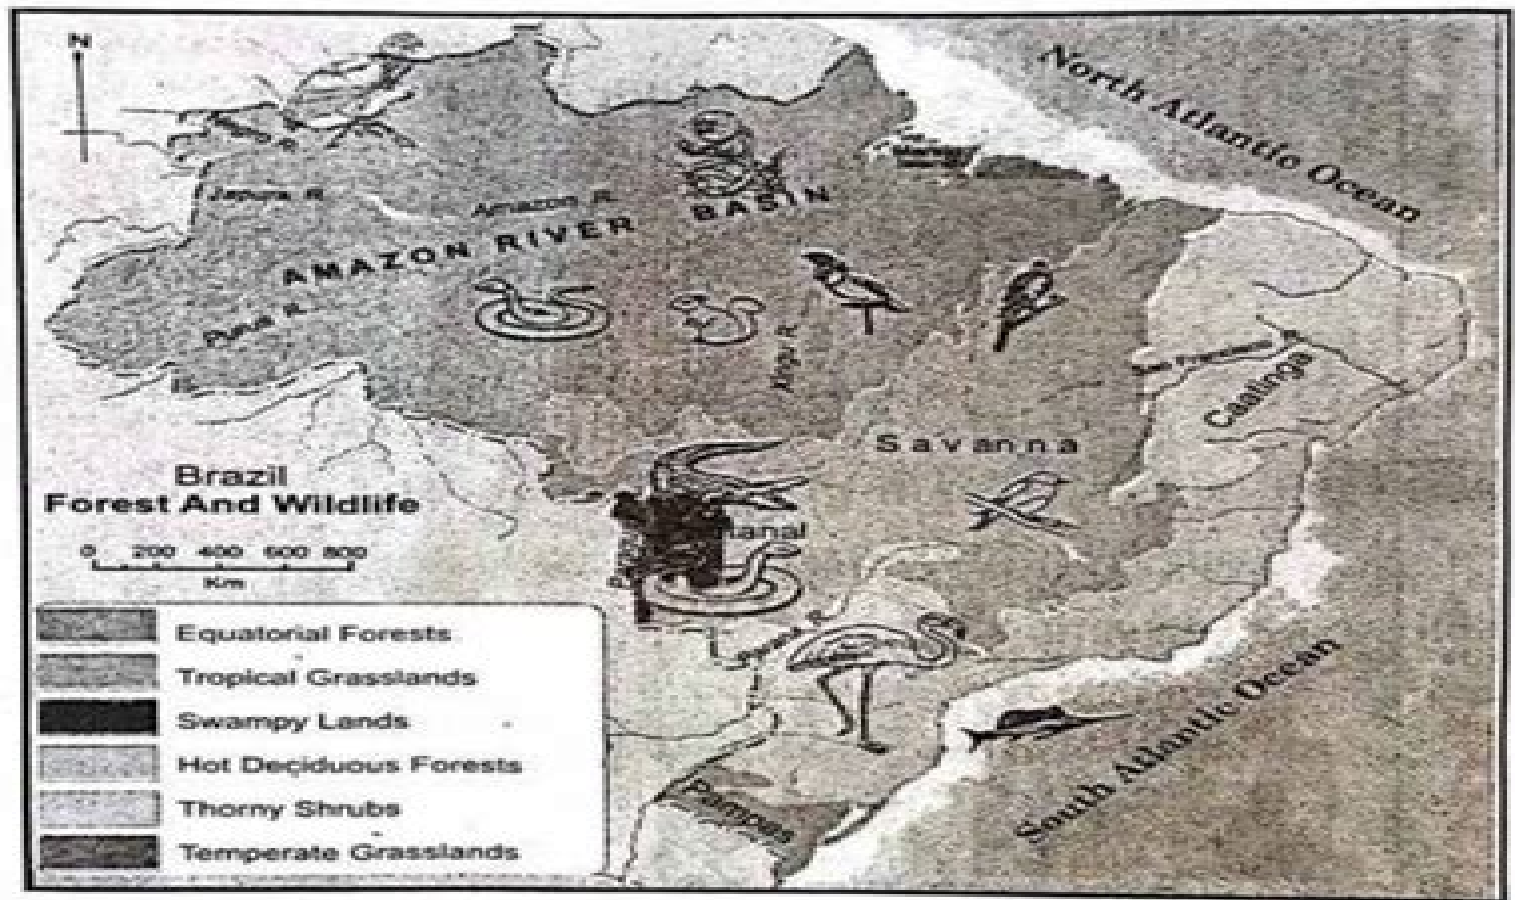 N
North Atlantic Ocean
Japura R.
Amazon R.
AMAZON RIVER BASIN
Purus R.
Xingu R.
Caatinga
Savanna
Brazil
Forest And Wildlife
0 200 400 600 800
Km
Equatorial Forests
Tropical Grasslands
Swampy Lands
Hot Deciduous Forests
Thorny Shrubs
Temperate Grasslands
Pampas
South Atlantic Ocean